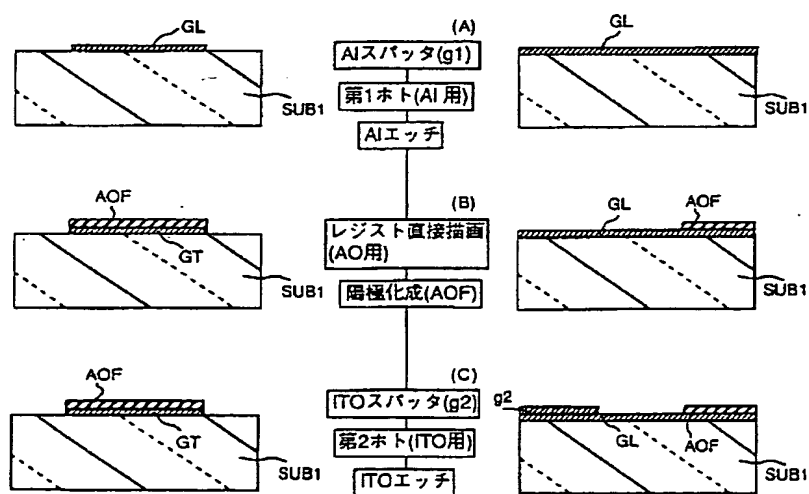 (A)
GL
SUB1
Alスパッタ(g1)
第1ホト(Al用)
Alエッチ
GL
SUB1
(B)
AOF
GT
SUB1
レジスト直接描画
(AO用)
陽極化成(AOF)
GL
AOF
SUB1
(C)
AOF
GT
SUB1
ITOスパッタ(g2)
第2ホト(ITO用)
ITOエッチ
g2
GL
AOF
SUB1